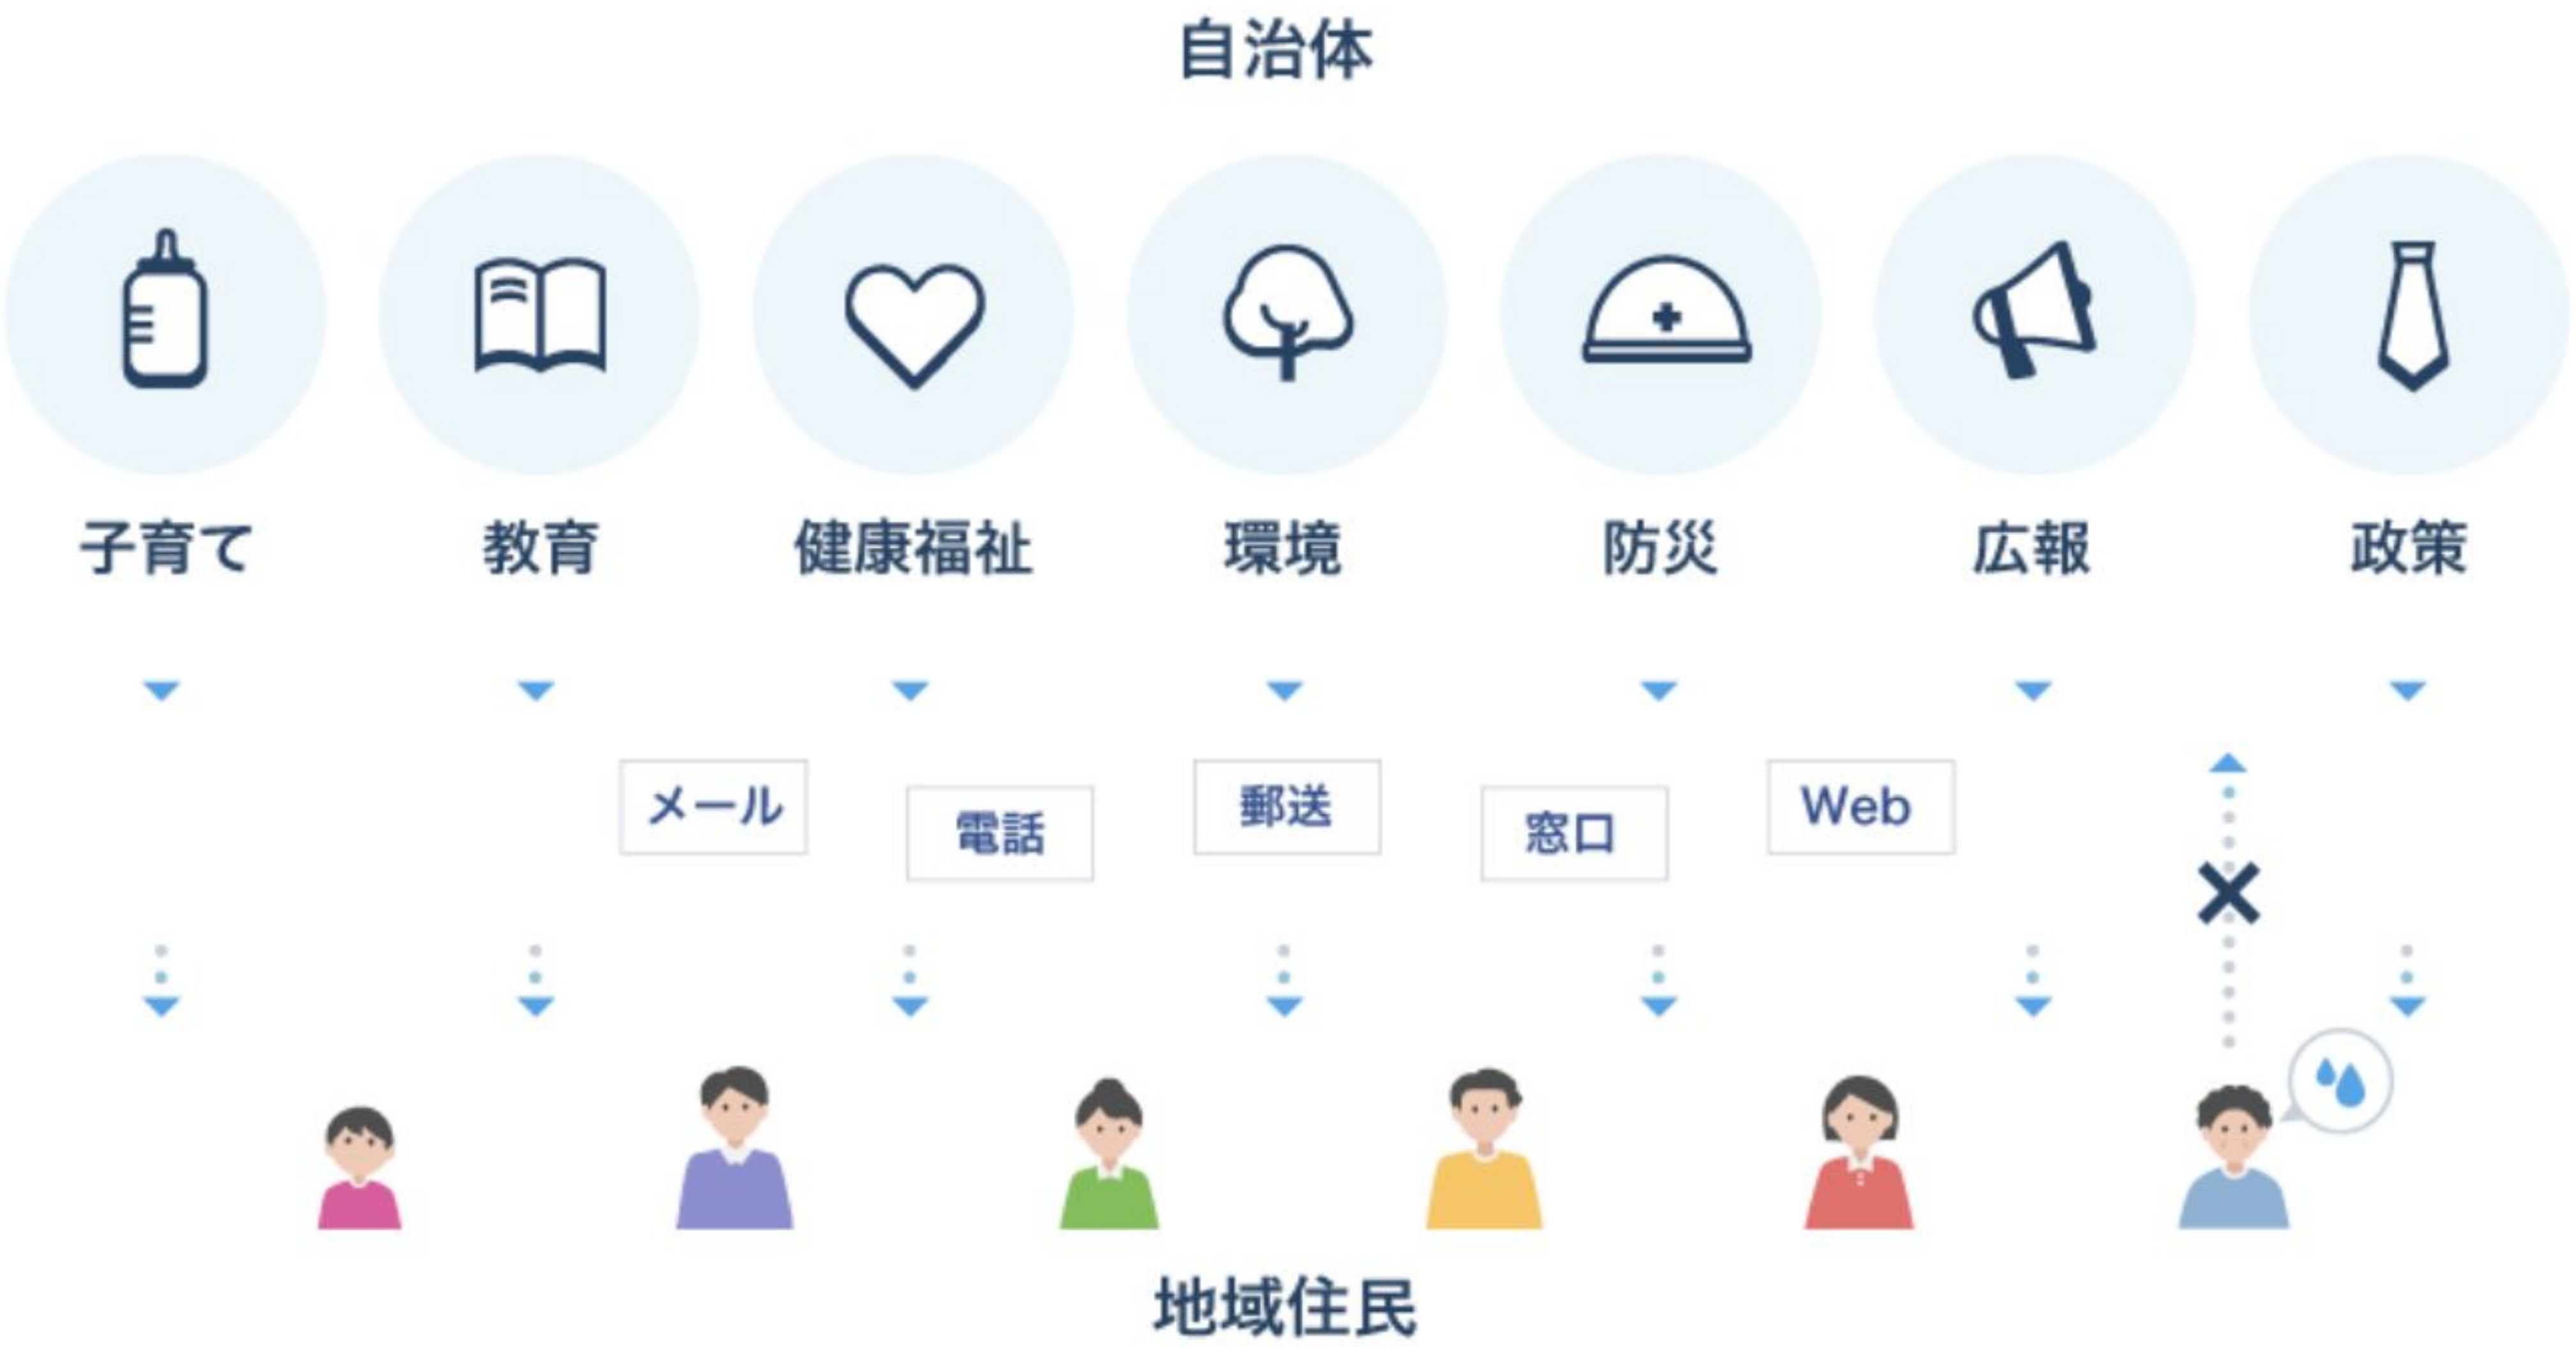 自治体
子育て
教育
健康福祉
環境
防災
広報
政策
メール
電話
郵送
窓口
Web
地域住民